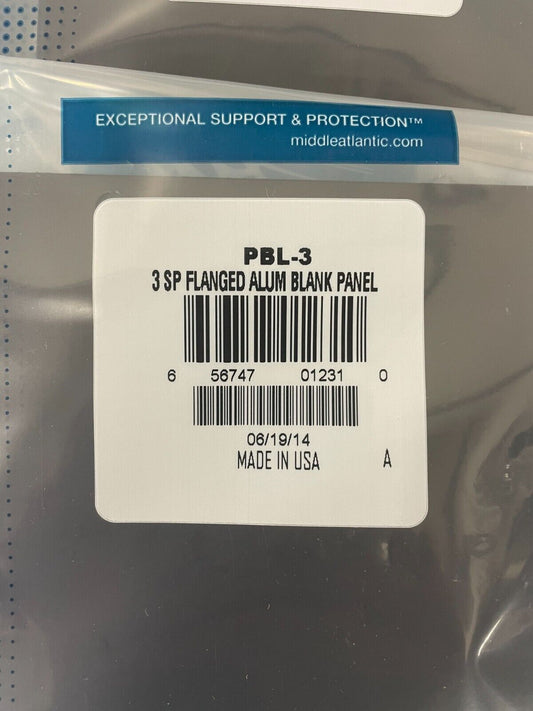 EXCEPTIONAL SUPPORT & PROTECTION™
middleatlantic.com
PBL-3
3 SP FLANGED ALUM BLANK PANEL
6 56747 01231 0
06/19/14
MADE IN USA A